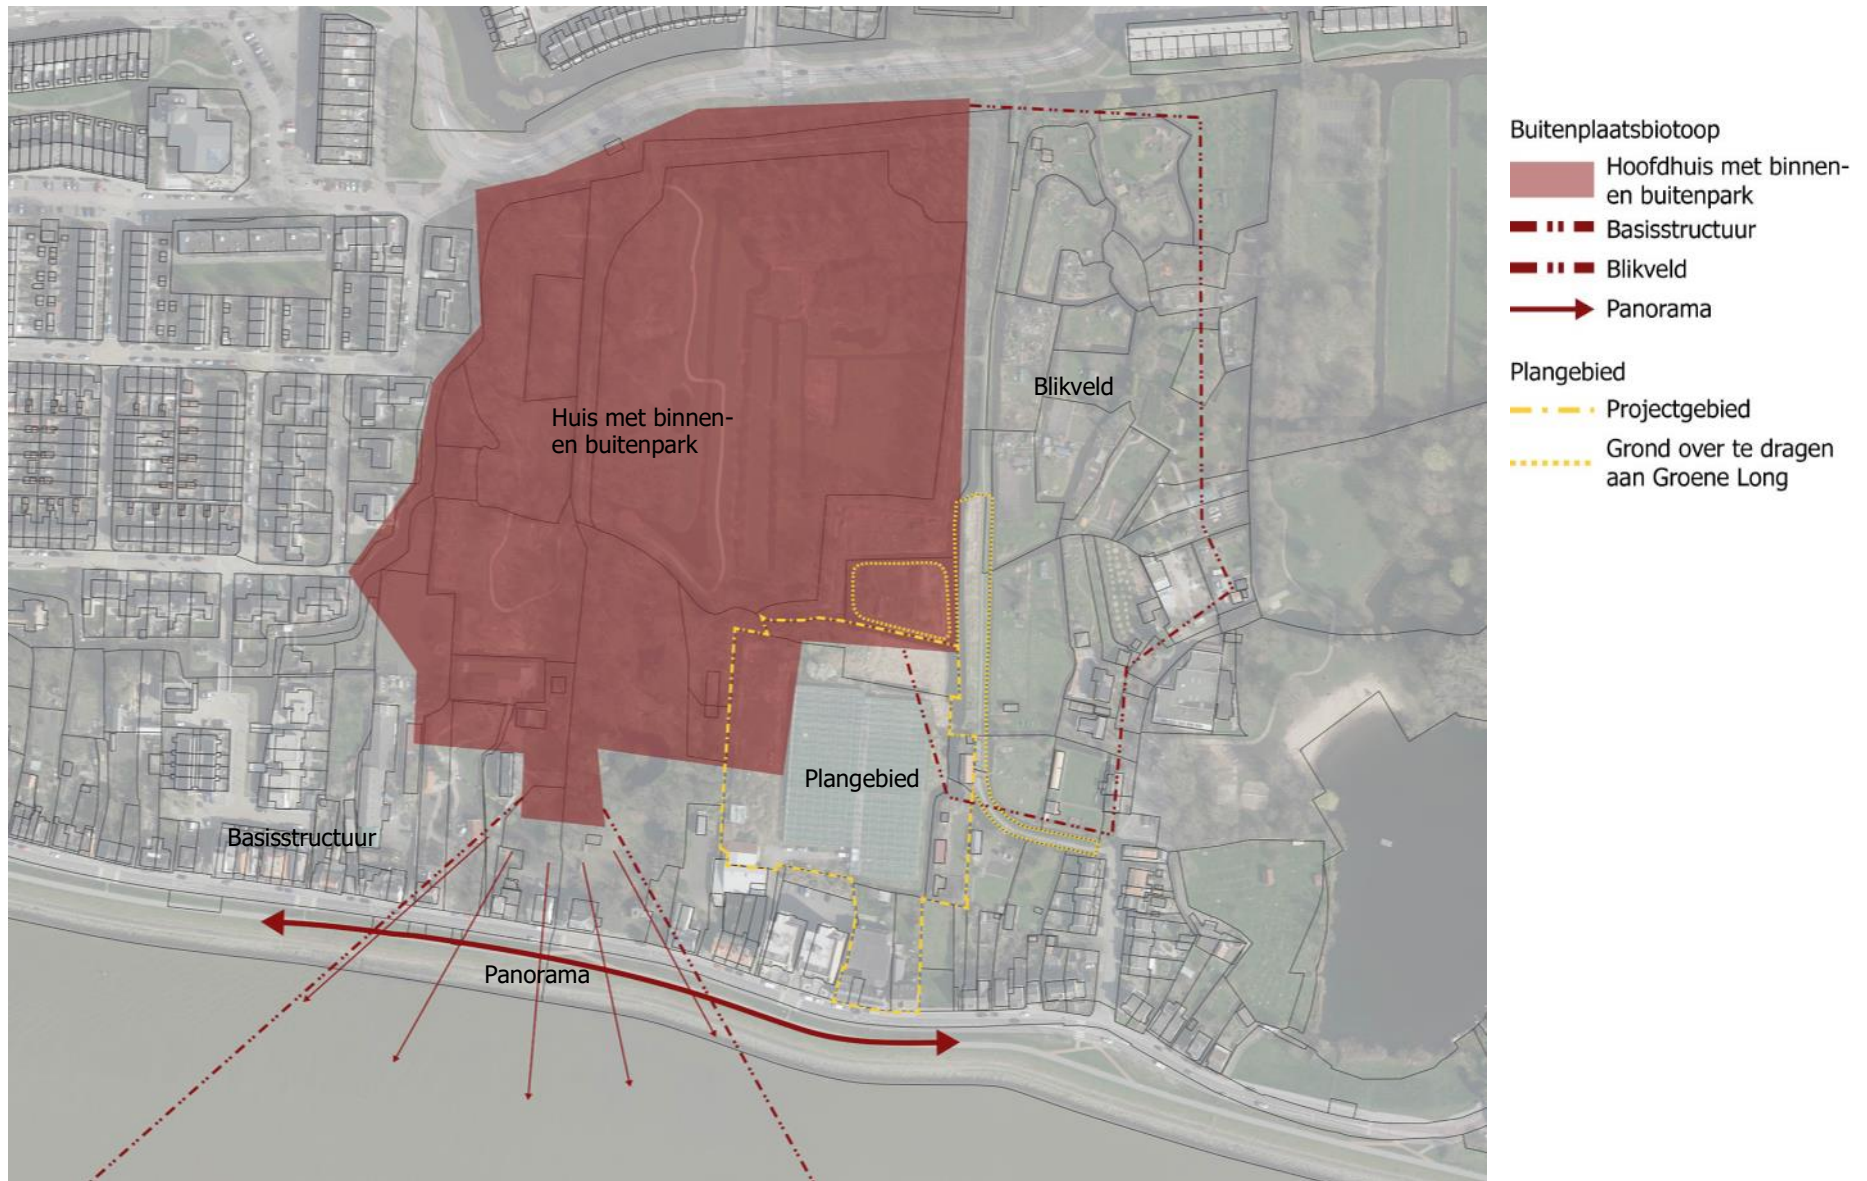 Blikveld
Huis met binnen-
en buitenpark
Plangebied
Basisstructuur
Panorama
Buitenplaatsbiotoop
Hoofdhuis met binnen-
en buitenpark
Basisstructuur
Blikveld
Panorama
Plangebied
Projectgebied
Grond over te dragen
aan Groene Long